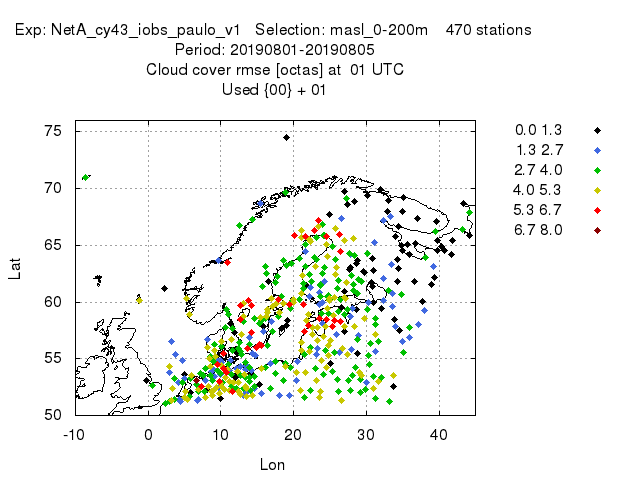 Exp: NetA_cy43_iobs_paulo_v1   Selection: masl_0-200m    470 stations
Period: 20190801-20190805
Cloud cover rmse [octas] at  01 UTC
Used {00} + 01
75
70
65
60
55
50
Lat
-10 0 10 20 30 40
Lon
0.0 1.3
1.3 2.7
2.7 4.0
4.0 5.3
5.3 6.7
6.7 8.0